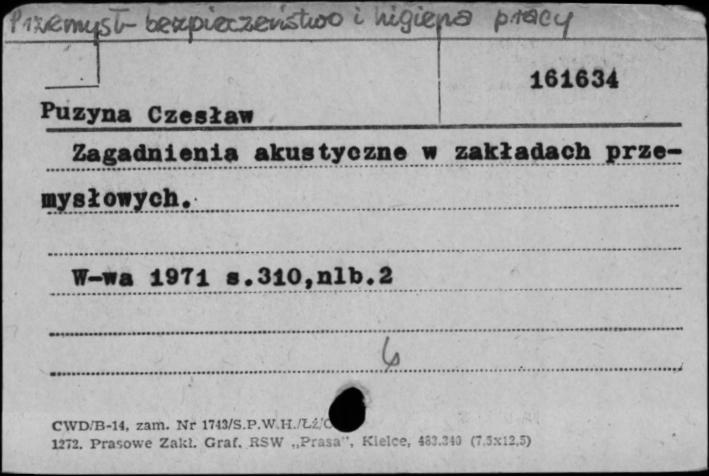 Przemysł- bezpieczeństwo i higiena pracy
161634
Puzyna Czesław
Zagadnienia akustyczne w zakładach prze-
mysłowych.
W-wa 1971 s.310,nlb.2
CWD/B-14, zam. Nr 1743/S.P.W.H./Łź/
1272. Prasowe Zakł. Graf. RSW „Prasa", Kielce, 483.340 (7,5x12,5)